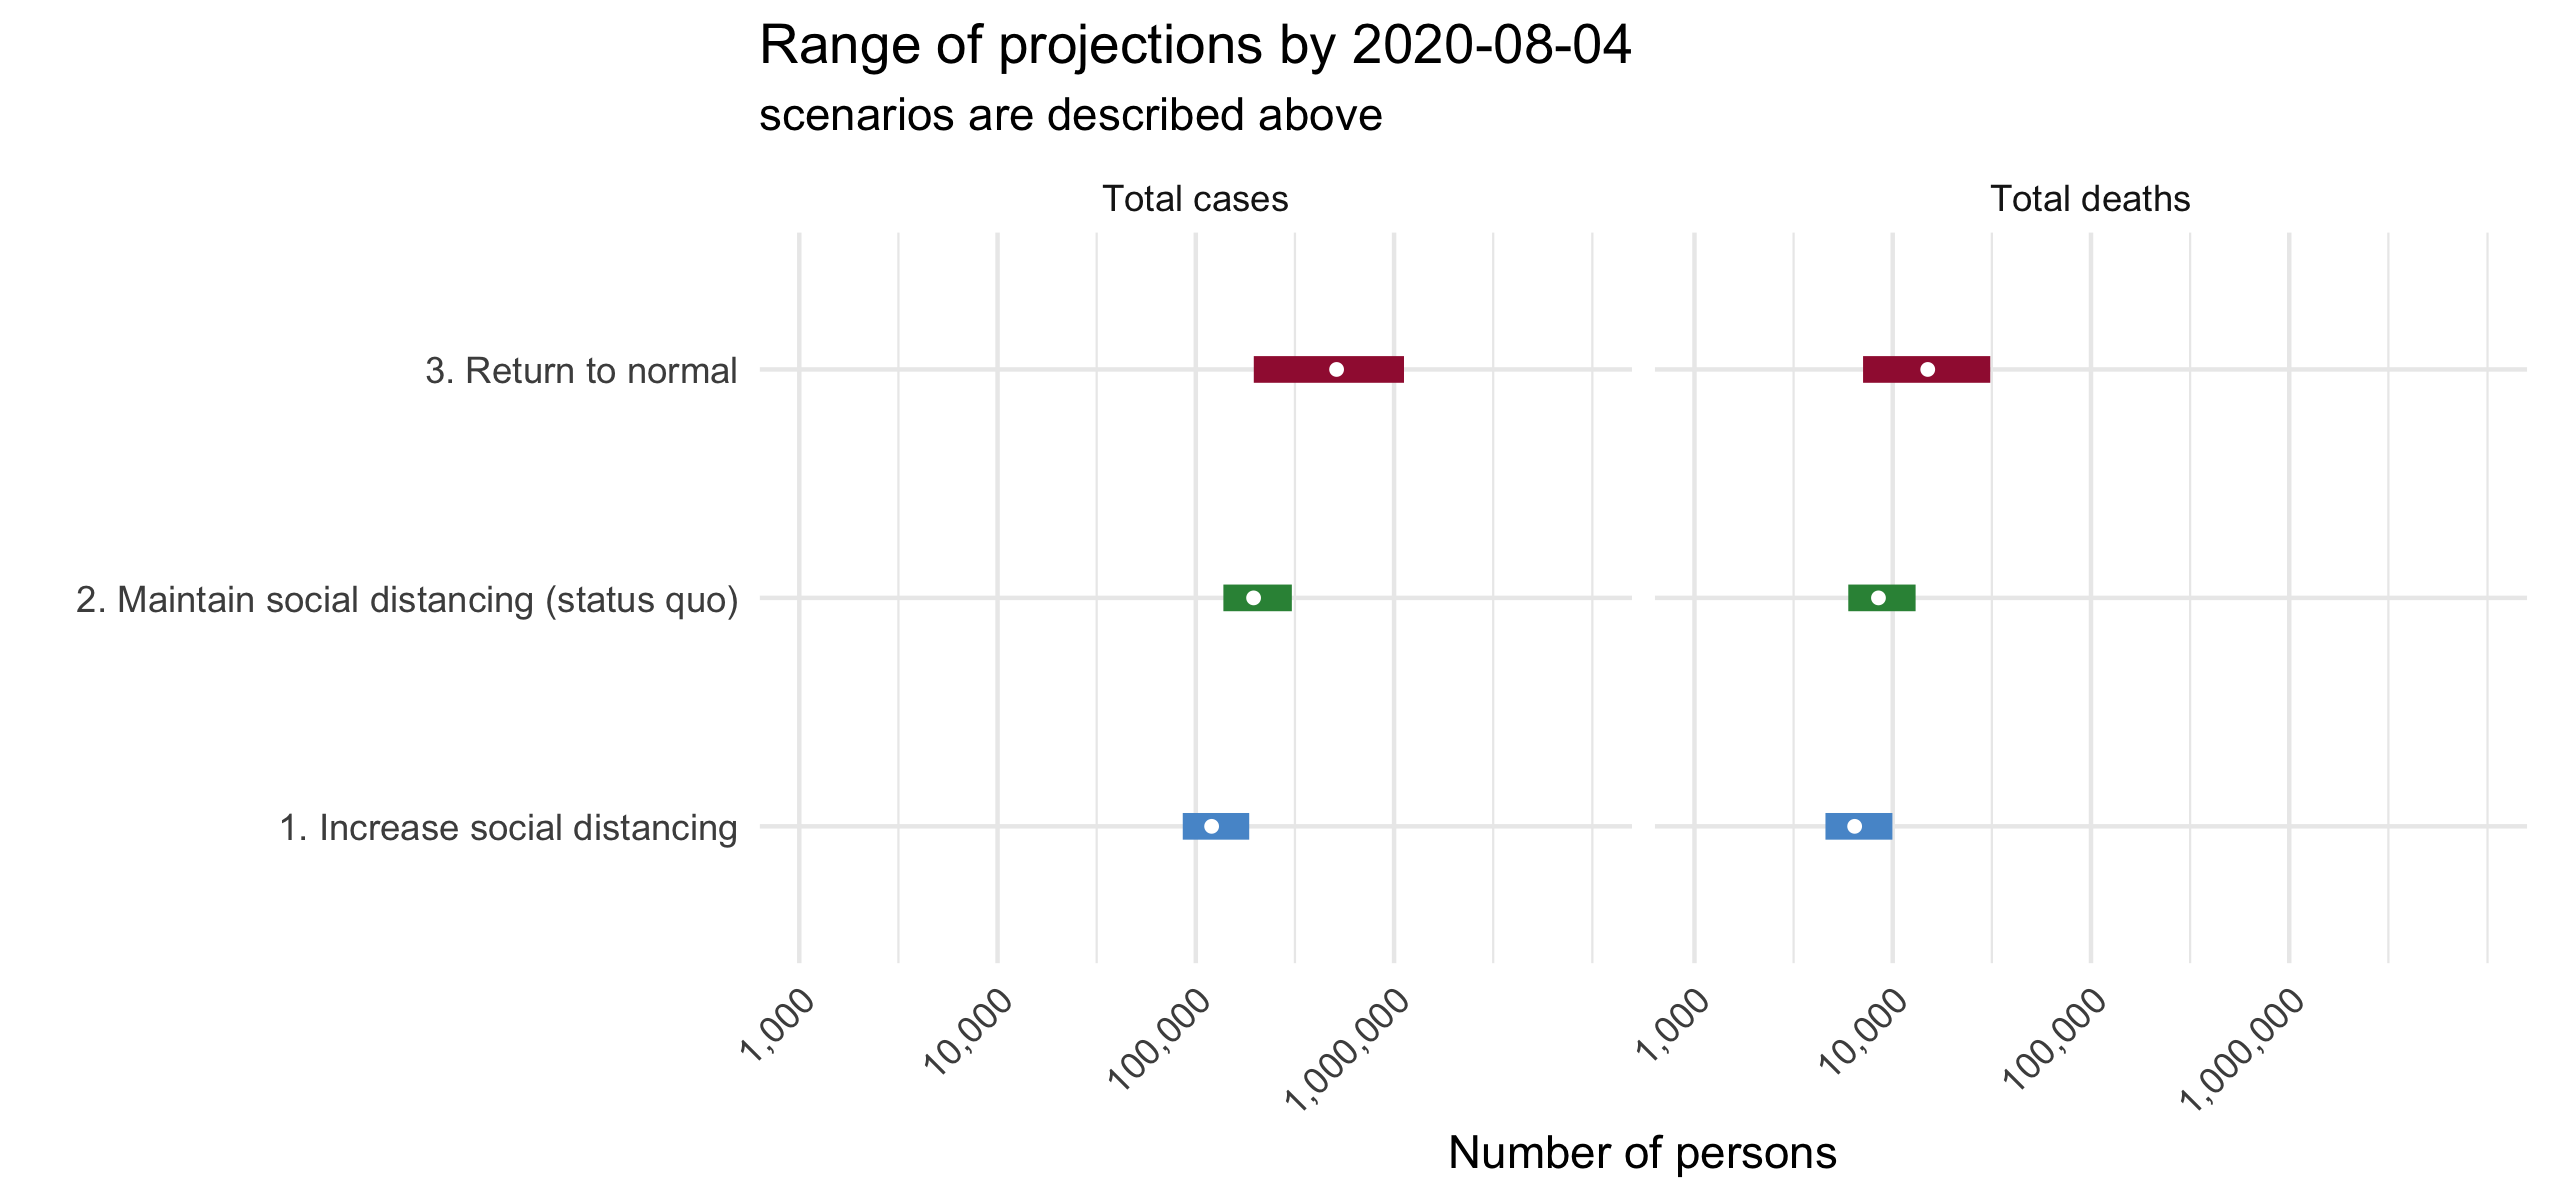 Range of projections by 2020-08-04
scenarios are described above
Total cases
Total deaths
3. Return to normal
2. Maintain social distancing (status quo)
1. Increase social distancing
1,000
10,000
100,000
1,000,000
1,000
10,000
100,000
1,000,000
Number of persons